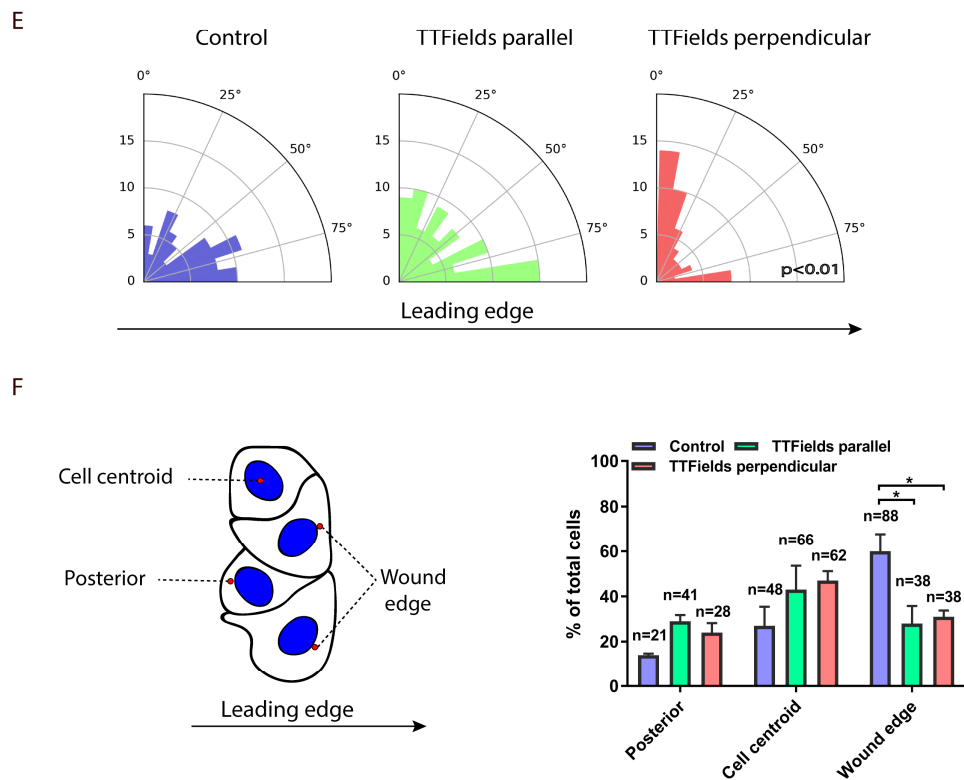 E
Control
TTFields parallel
TTFields perpendicular
0°
25°
50°
75°
15
10
5
0
0°
25°
50°
75°
15
10
5
0
0°
25°
50°
75°
15
10
5
0
p<0.01
Leading edge
F
Cell centroid
Posterior
Wound
edge
Leading edge
Control
TTFields parallel
TTFields perpendicular
% of total cells
100
80
60
40
20
0
n=21
n=41
n=28
n=48
n=66
n=62
n=88
n=38
n=38
*
*
Posterior
Cell centroid
Wound edge